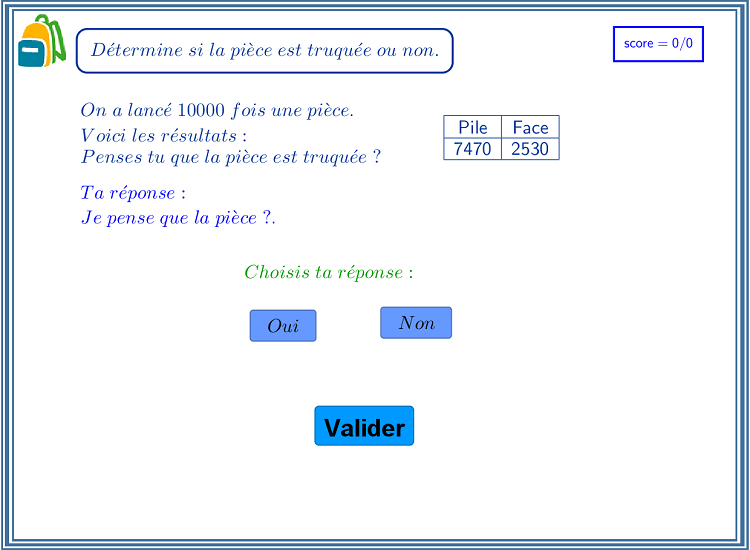 Détermine si la pièce est truquée ou non.
score = 0/0
On a lancé 10000 fois une pièce.
Voici les résultats :
Penses tu que la pièce est truquée ?
Pile Face
7470 2530
Ta réponse :
Je pense que la pièce ?.
Choisis ta réponse :
Oui Non
Valider